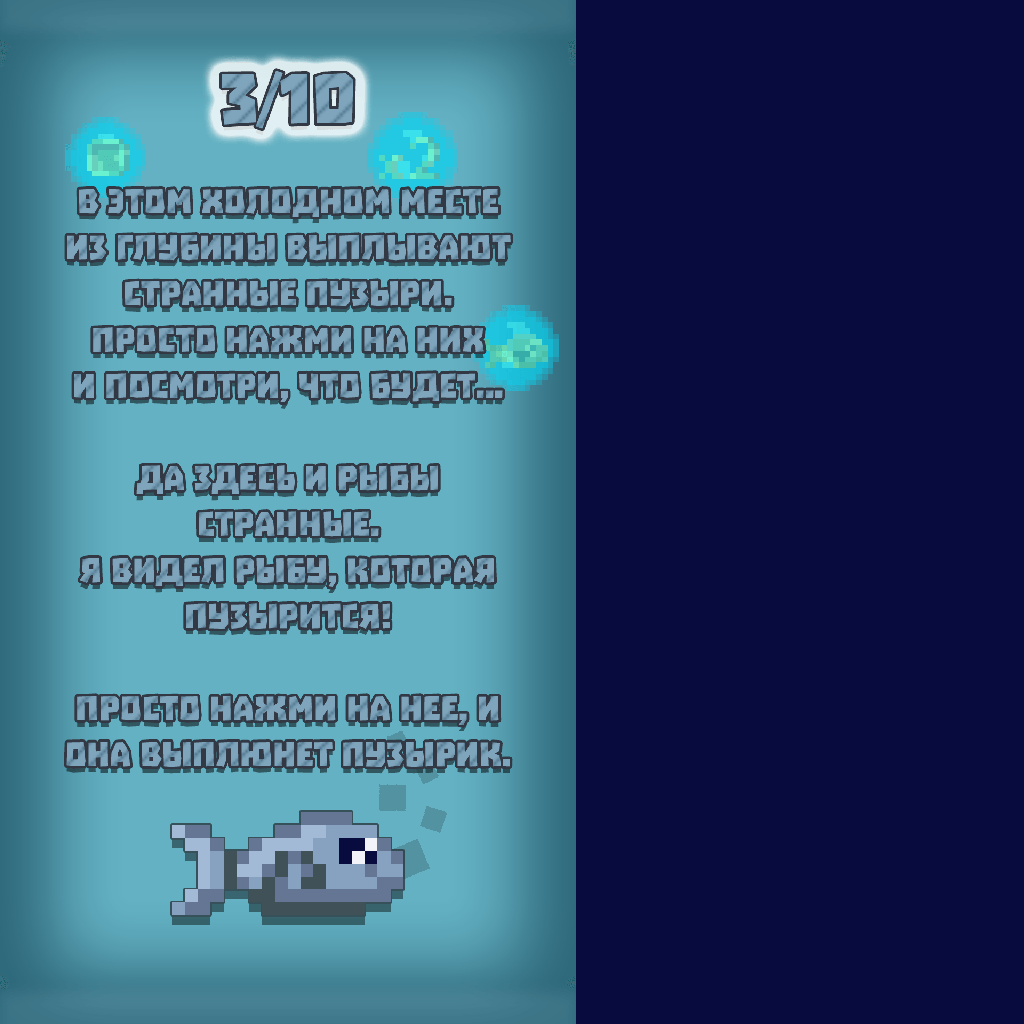 3/10
В ЭТОМ ХОЛОДНОМ МЕСТЕ
ИЗ ГЛУБИНЫ ВЫПЛЫВАЮТ
СТРАННЫЕ ПУЗЫРИ.
ПРОСТО НАЖМИ НА НИХ
И ПОСМОТРИ, ЧТО БУДЕТ...
ДА ЗДЕСЬ И РЫБЫ
СТРАННЫЕ.
Я ВИДЕЛ РЫБУ, КОТОРАЯ
ПУЗЫРИТСЯ!
ПРОСТО НАЖМИ НА НЕЕ, И
ОНА ВЫПЛЮНЕТ ПУЗЫРИК.